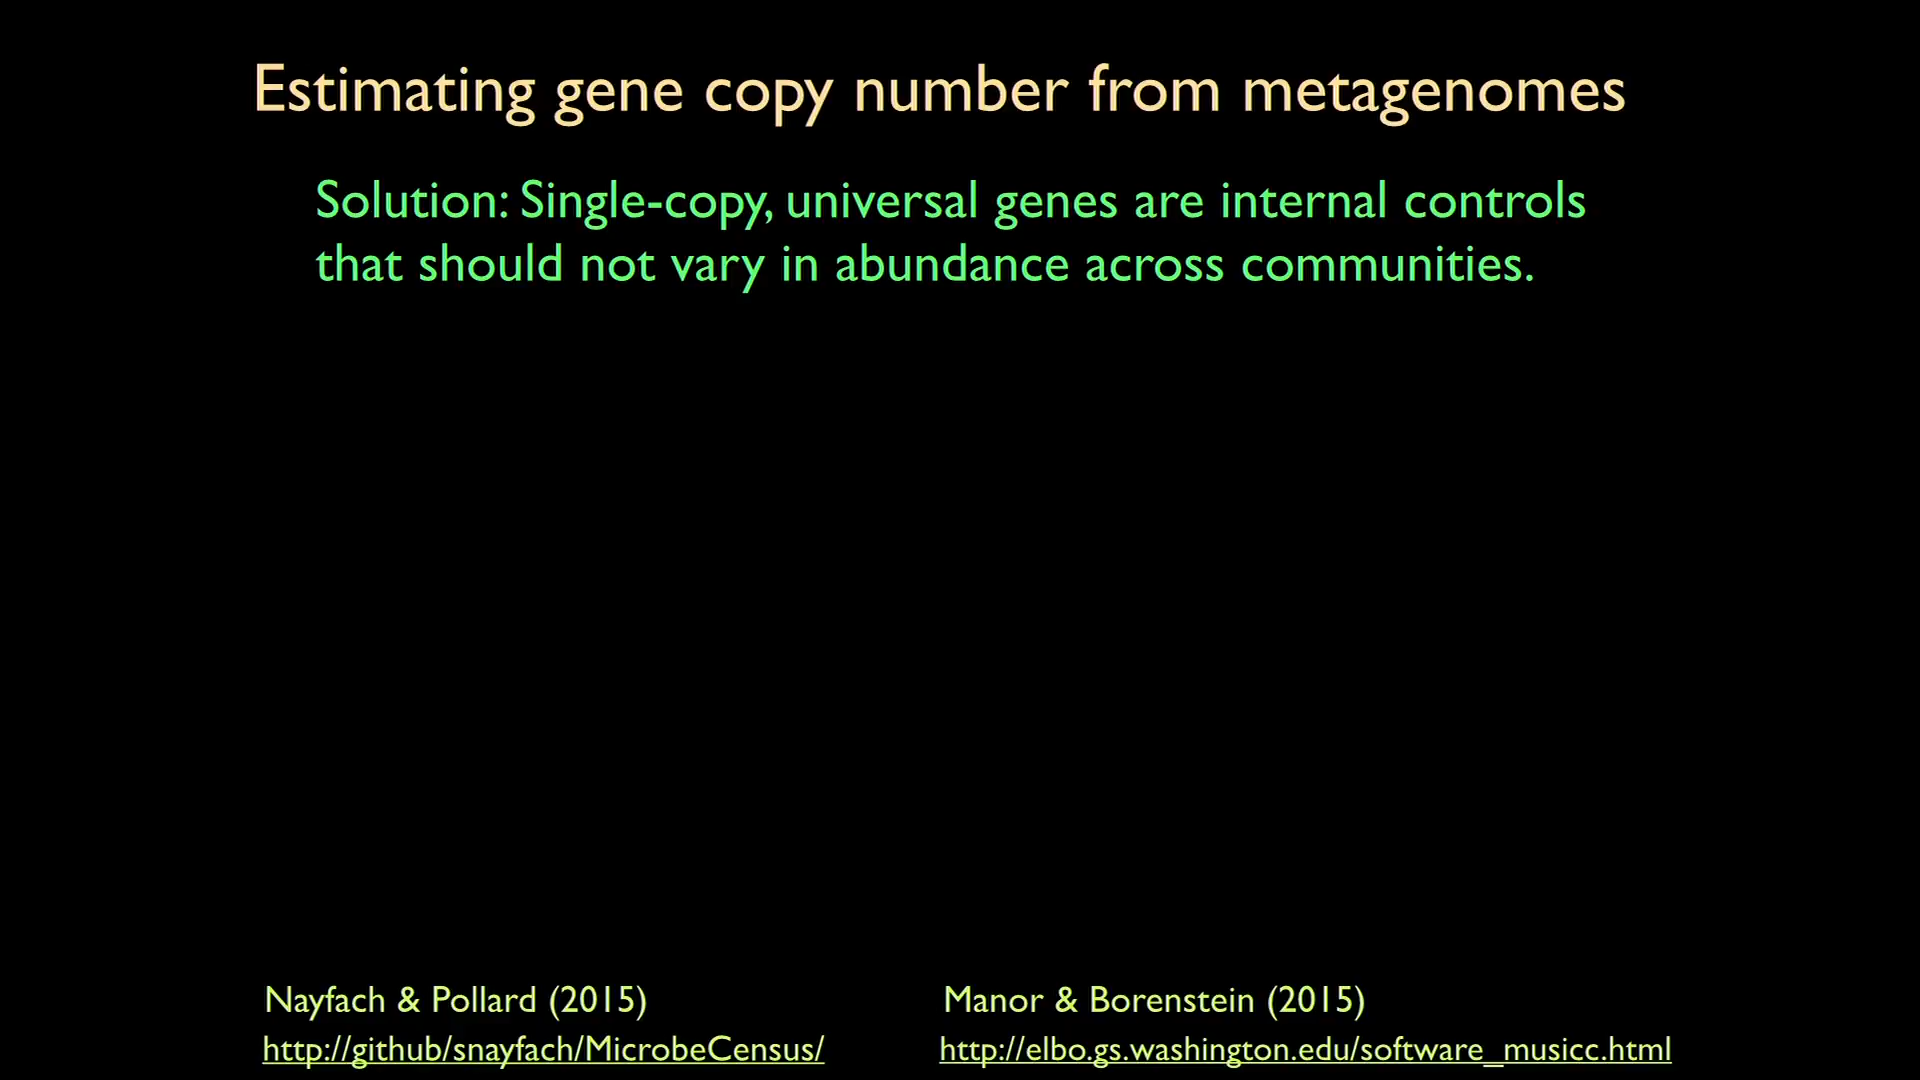 Estimating gene copy number from metagenomes
Solution: Single-copy, universal genes are internal controls
that should not vary in abundance across communities.
Nayfach & Pollard (2015)
http://github/snayfach/MicrobeCensus/
Manor & Borenstein (2015)
http://elbo.gs.washington.edu/software_musicc.html